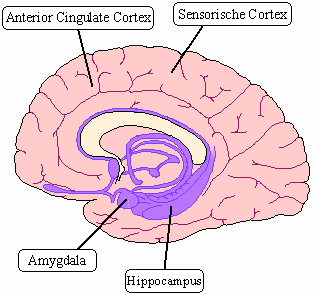 Anterior Cingulate Cortex
Sensorische Cortex
Amygdala
Hippocampus